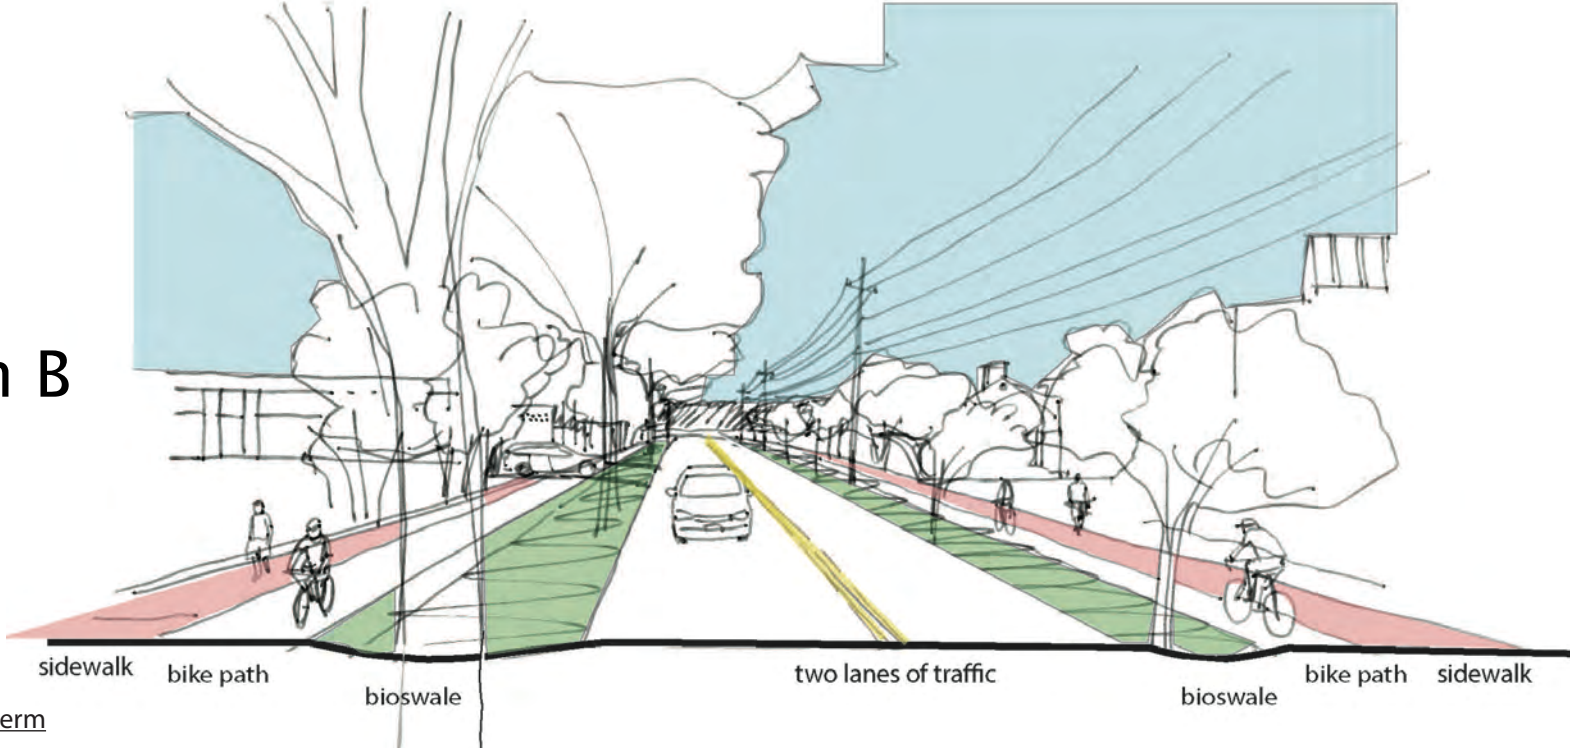 n B
sidewalk
bike path
bioswale
two lanes of traffic
bioswale
bike path
sidewalk
erm